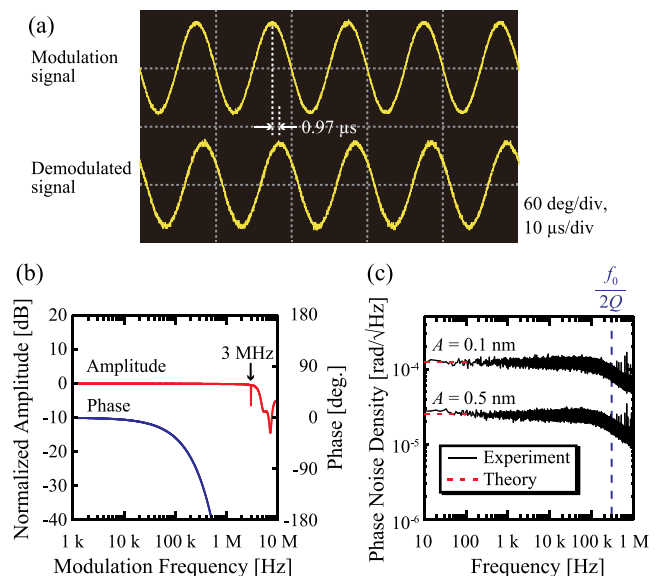 (a)
Modulation
signal
0.97 µs
Demodulated
signal
60 deg/div,
10 µs/div
(b)
Normalized Amplitude [dB]
20
10
0
-10
-20
-30
-40
Amplitude
Phase
3 MHz
180
90
0
-90
-180
Phase [deg.]
1 k
10 k
100 k
1 M
10 M
Modulation Frequency [Hz]
(c)
f0
2Q
Phase Noise Density [rad/√Hz]
10-4
10-5
10-6
A = 0.1 nm
A = 0.5 nm
Experiment
Theory
10
100
1 k
10 k
100 k
1 M
Frequency [Hz]